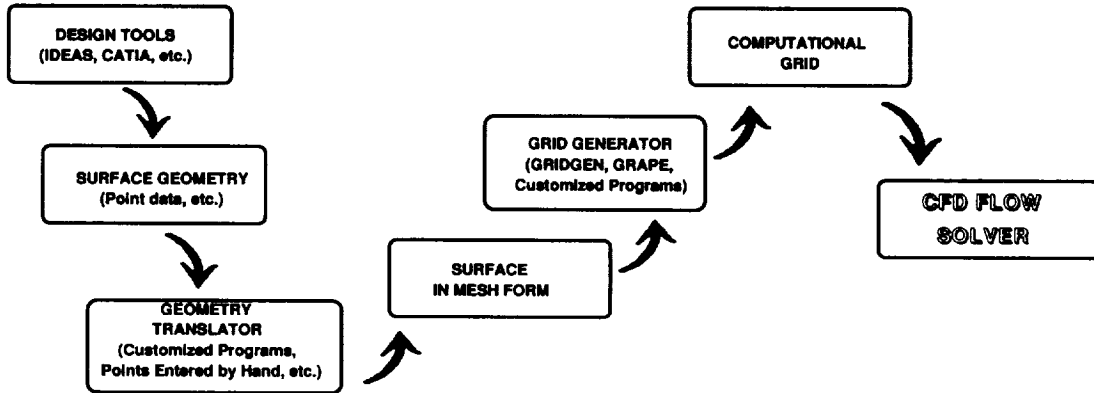 DESIGN TOOLS
(IDEAS, CATIA, etc.)
SURFACE GEOMETRY
(Point data, etc.)
GEOMETRY
TRANSLATOR
(Customized Programs,
Points Entered by Hand, etc.)
SURFACE
IN MESH FORM
GRID GENERATOR
(GRIDGEN, GRAPE,
Customized Programs)
COMPUTATIONAL
GRID
CFD FLOW
SOLVER